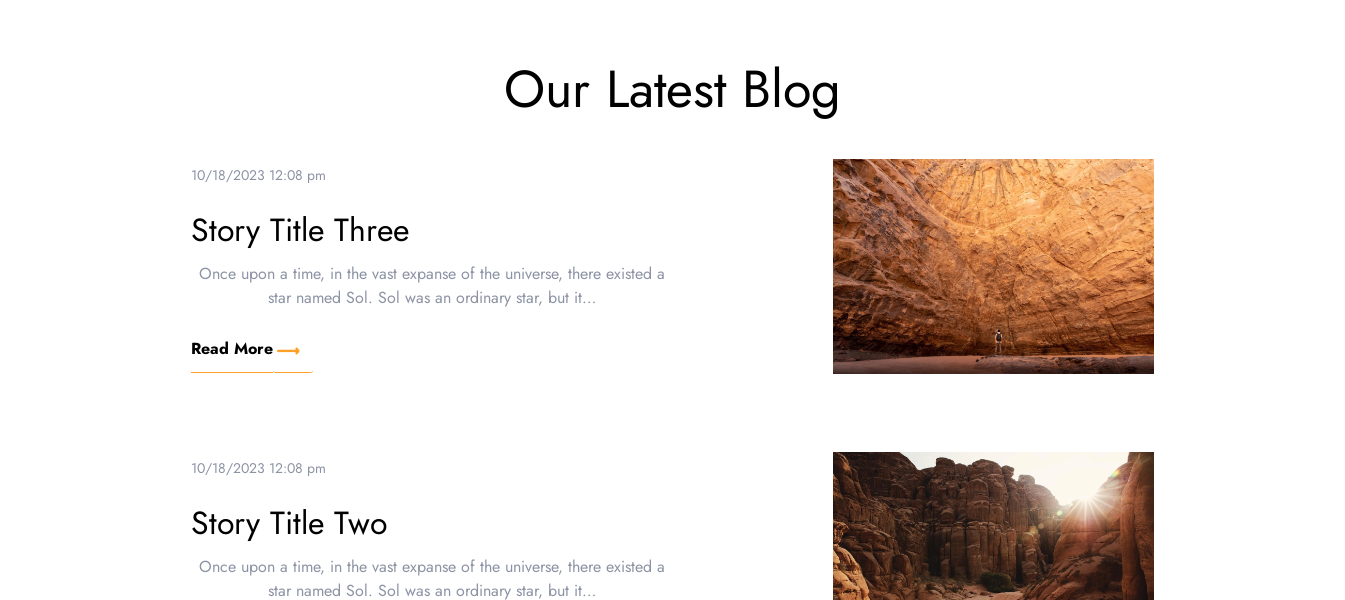 Our Latest Blog
10/18/2023 12:08 pm
Story Title Three
Once upon a time, in the vast expanse of the universe, there existed a
star named Sol. Sol was an ordinary star, but it...
Read More
10/18/2023 12:08 pm
Story Title Two
Once upon a time, in the vast expanse of the universe, there existed a
star named Sol. Sol was an ordinary star, but it...